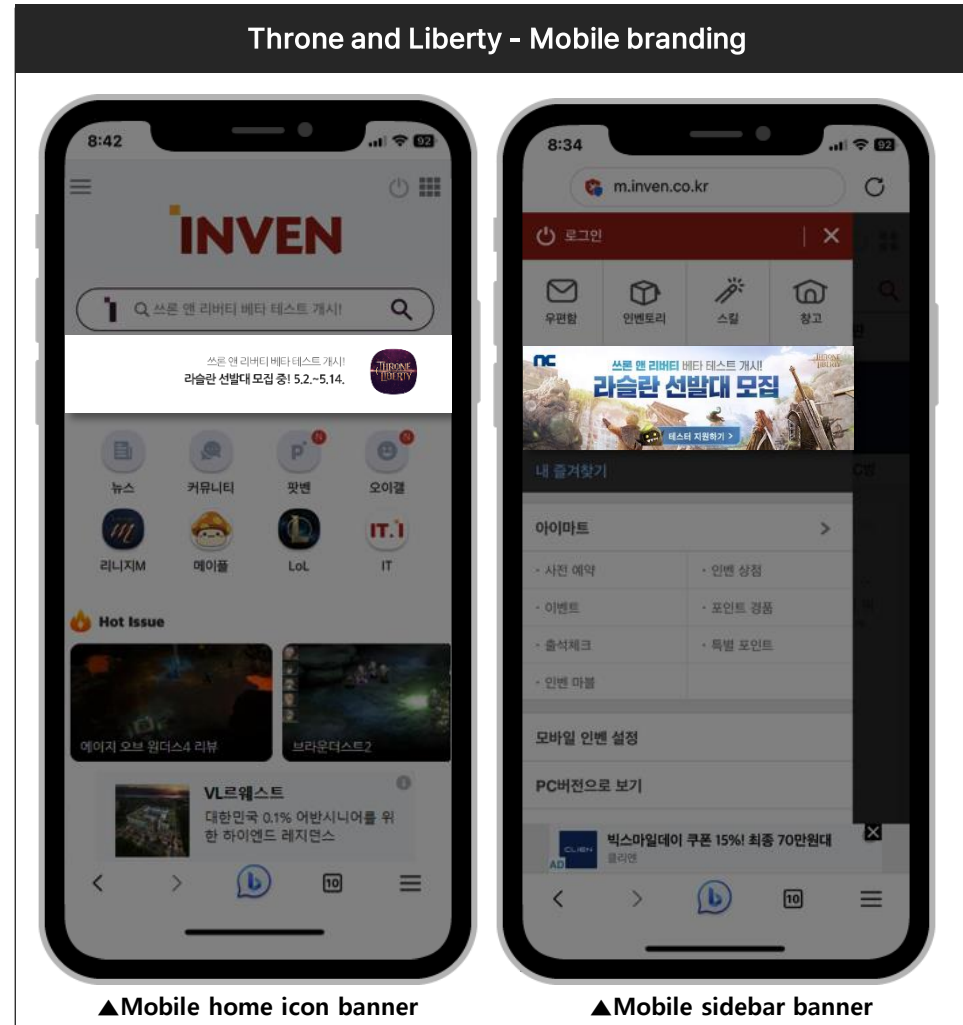 Throne and Liberty - Mobile branding
8:42
92
INVEN
쓰론 앤 리버티 베타 테스트 개시!
쓰론 앤 리버티 베타 테스트 개시!
라슬란 선발대 모집 중! 5.2.~5.14.
THRONE
LIBERTY
N
N
뉴스
커뮤니티
팟벤
오이갤
리니지M
메이플
LoL
IT
IT.
Hot Issue
에이지 오브 원더스4 리뷰
브라운더스트2
VL르웨스트
대한민국 0.1% 어반시니어를 위
한 하이엔드 레지던스
10
▲Mobile home icon banner
8:34
92
m.inven.co.kr
로그인
우편함
인벤토리
스킬
창고
NC
쓰론 앤 리버티 베타 테스트 개시!
라슬란 선발대 모집
테스터 지원하기 >
THRONE
LIBERTY
내 즐겨찾기
아이마트
· 사전 예약
· 인벤 상점
· 이벤트
· 포인트 경품
· 출석체크
· 특별 포인트
· 인벤 마블
모바일 인벤 설정
PC버전으로 보기
CLIEN
AD
빅스마일데이 쿠폰 15%! 최종 70만원대
클리앙
10
▲Mobile sidebar banner